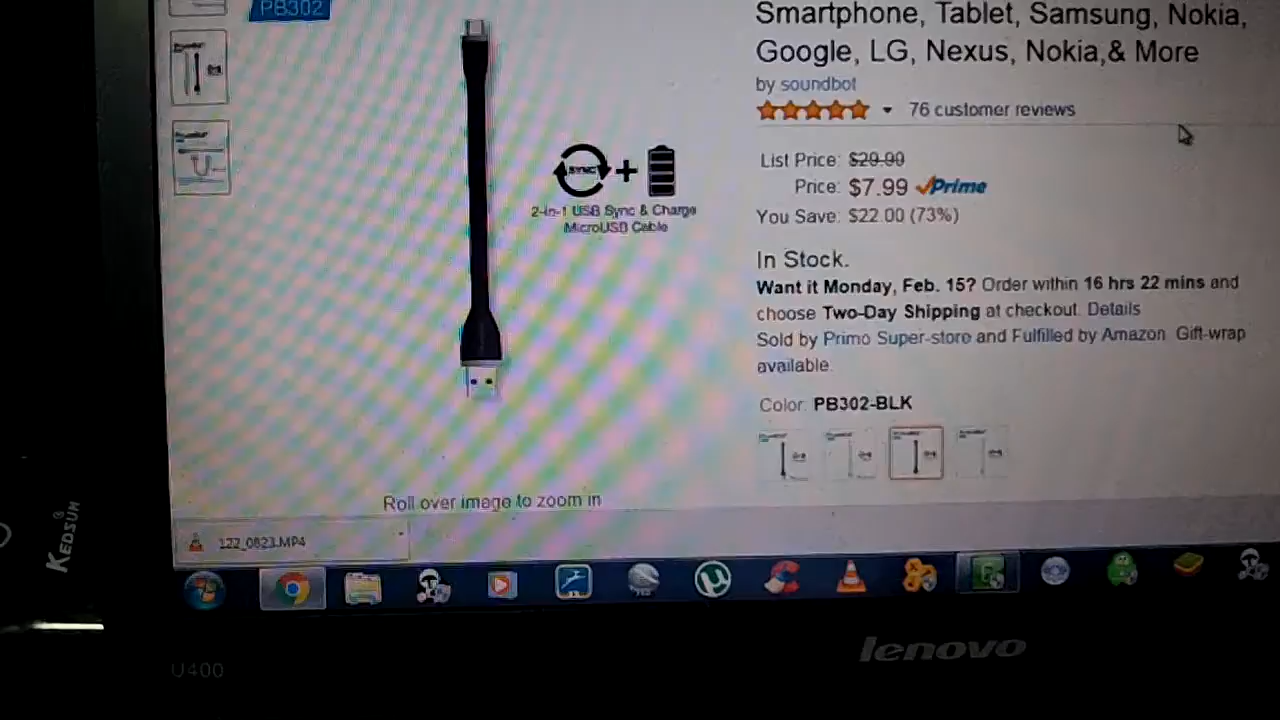 PB302
Smartphone, Tablet, Samsung, Nokia,
Google, LG, Nexus, Nokia,& More
by soundbot
76 customer reviews
SYNC
2-in-1 USB Sync & Charge
MicroUSB Cable
List Price: $29.99
Price: $7.99 Prime
You Save: $22.00 (73%)
In Stock.
Want it Monday, Feb. 15? Order within 16 hrs 22 mins and
choose Two-Day Shipping at checkout. Details
Sold by Primo Super-store and Fulfilled by Amazon. Gift-wrap
available.
Color: PB302-BLK
Roll over image to zoom in
122_0823.MP4
KEDSUM
lenovo
U400